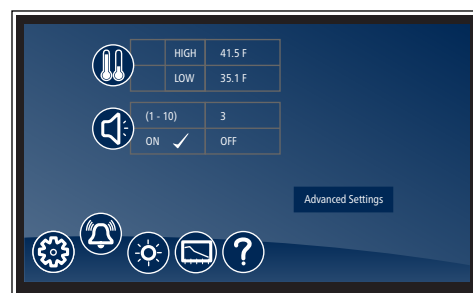 HIGH 41.5 F
LOW 35.1 F
(1 - 10) 3
ON OFF
Advanced Settings
?